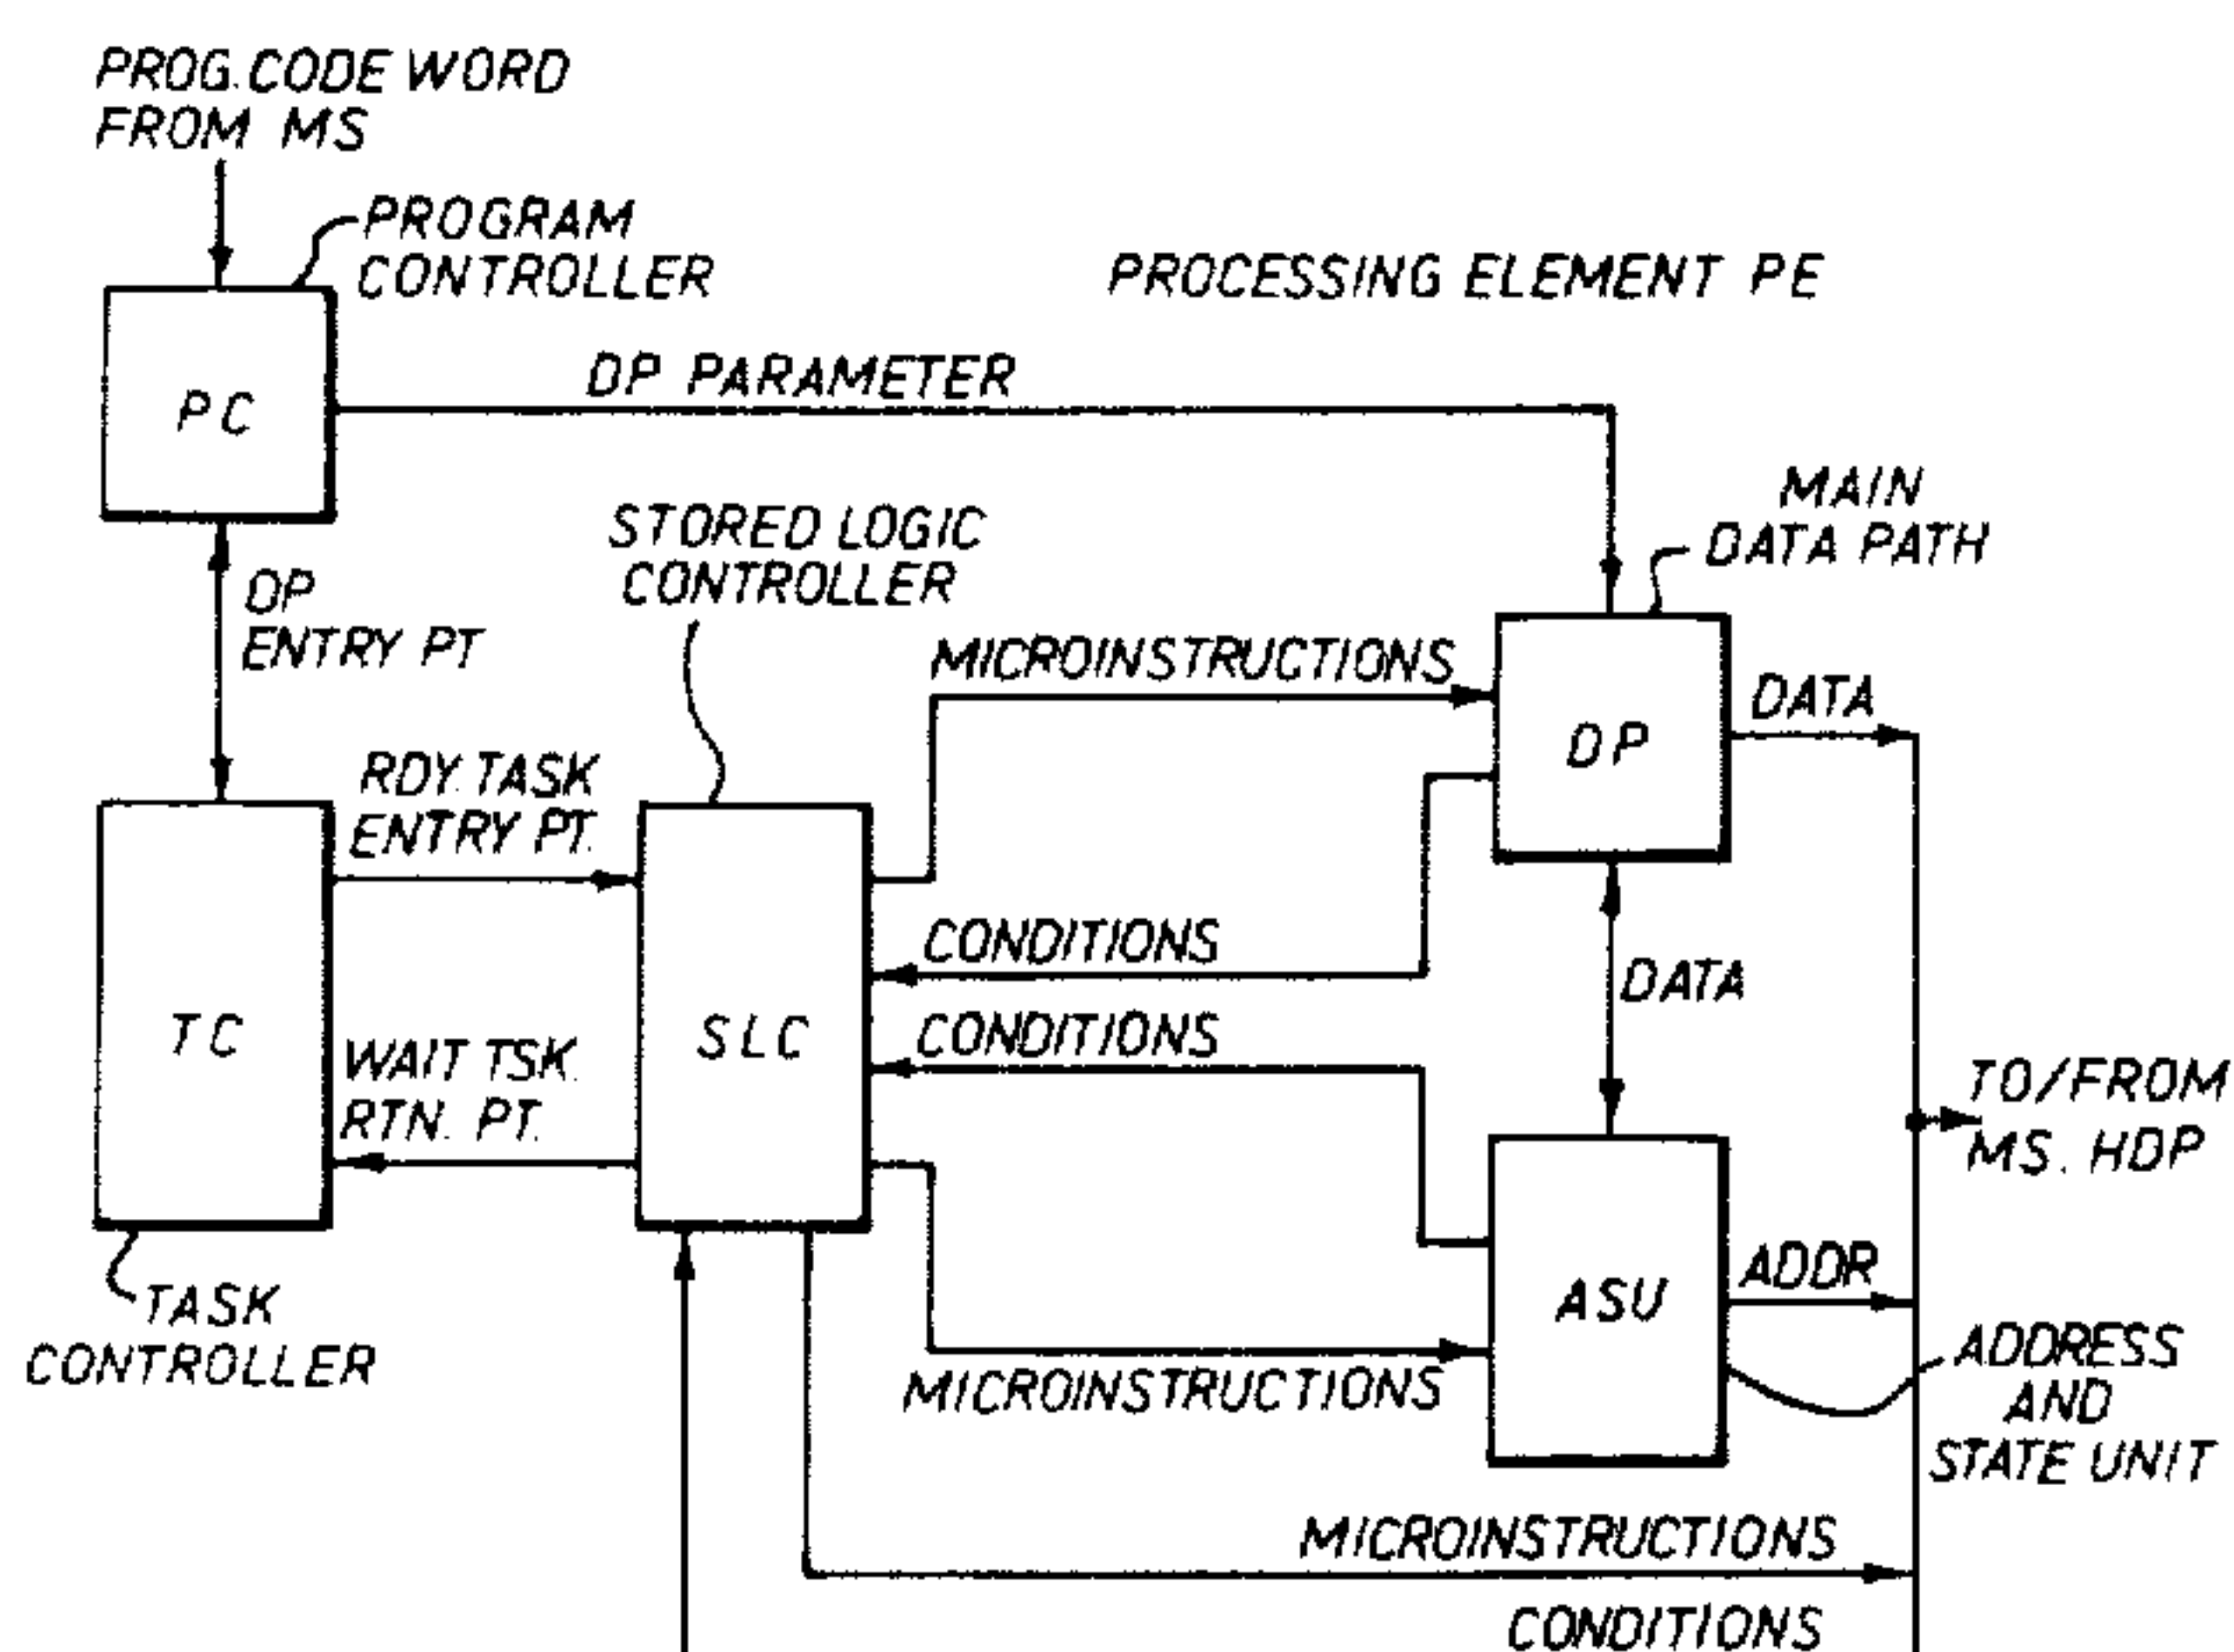 PROG. CODE WORD
FROM MS
PROGRAM
CONTROLLER
PROCESSING ELEMENT PE
PC
DP PARAMETER
MAIN
DATA PATH
STORED LOGIC
CONTROLLER
OP
ENTRY PT
MICROINSTRUCTIONS
DATA
DP
RDY. TASK
ENTRY PT.
CONDITIONS
DATA
TC
SLC
CONDITIONS
WAIT TSK.
RTN. PT.
TO/FROM
MS. HDP
ADDR
ASU
TASK
CONTROLLER
ADDRESS
AND
STATE UNIT
MICROINSTRUCTIONS
MICROINSTRUCTIONS
CONDITIONS